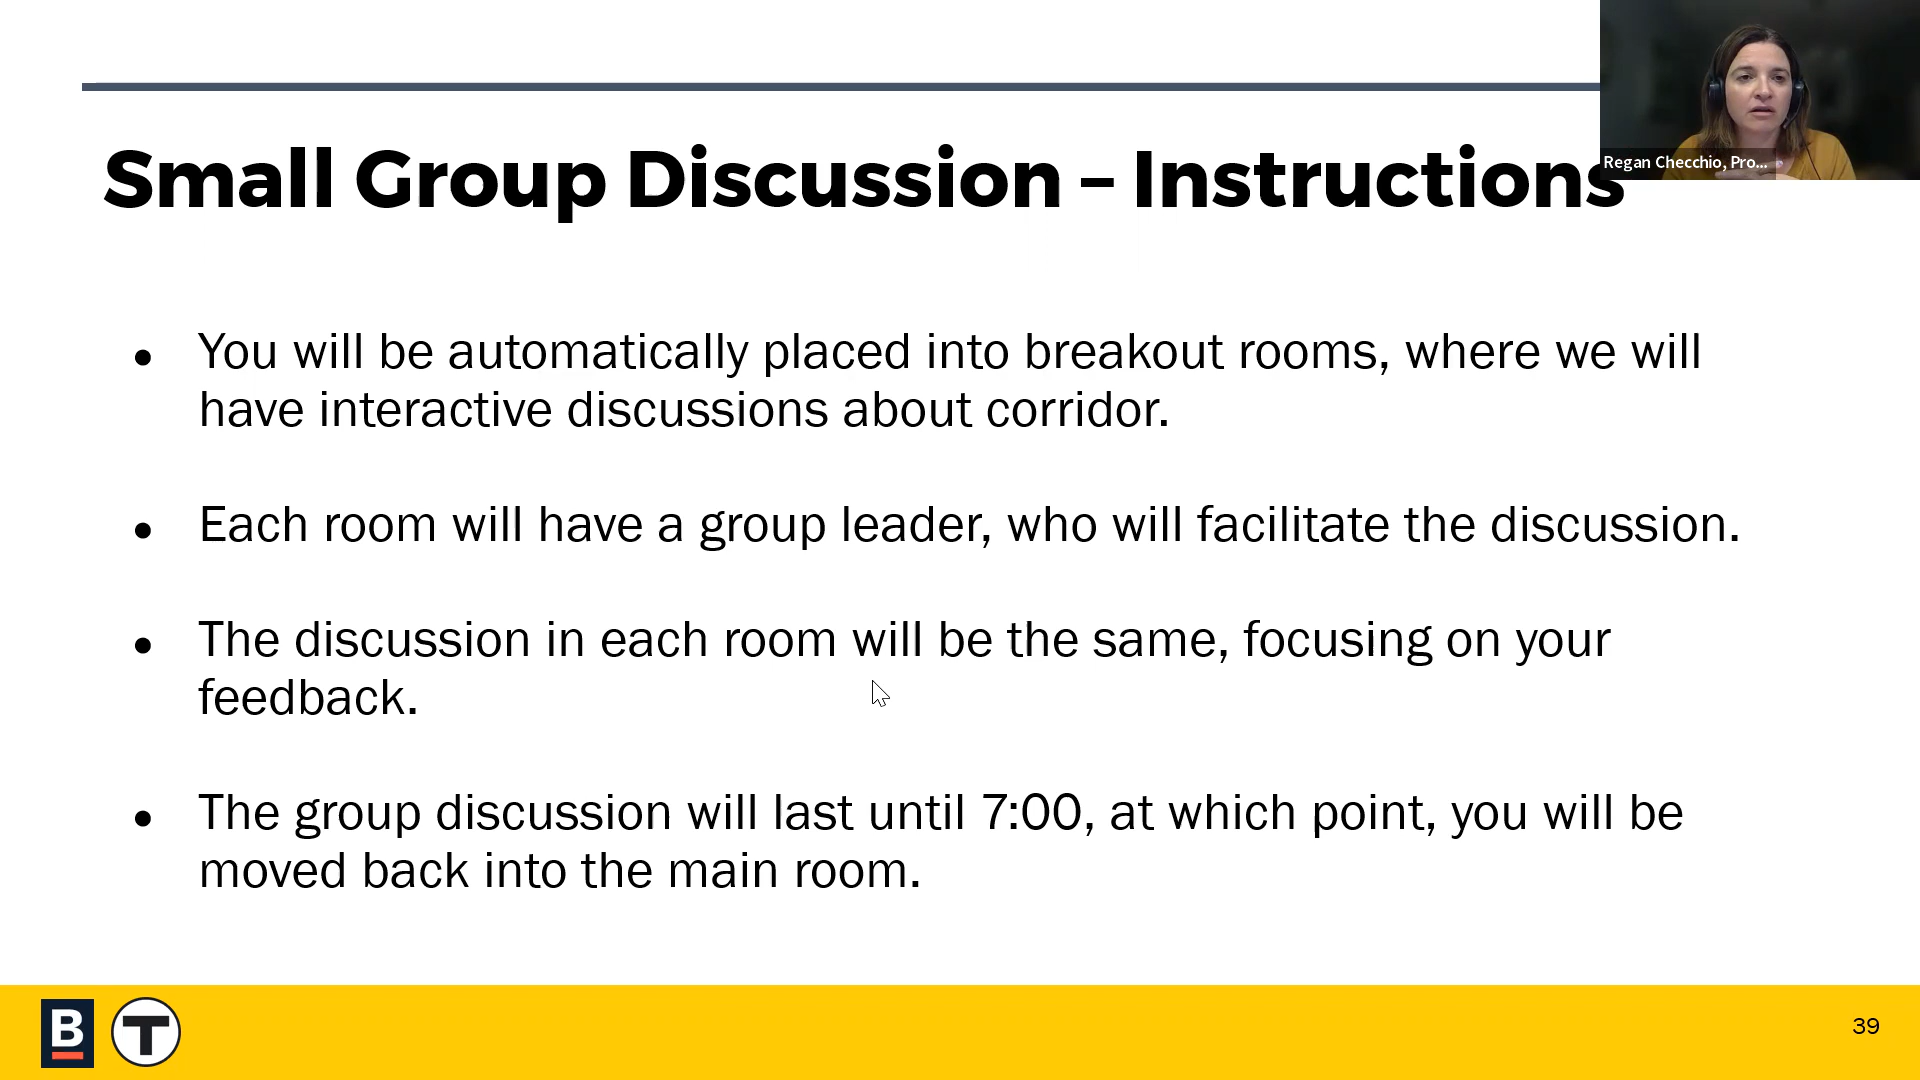 Regan Checchio, Pro...
Small Group Discussion – Instructions
• You will be automatically placed into breakout rooms, where we will
have interactive discussions about corridor.
• Each room will have a group leader, who will facilitate the discussion.
• The discussion in each room will be the same, focusing on your
feedback.
• The group discussion will last until 7:00, at which point, you will be
moved back into the main room.
B T
39